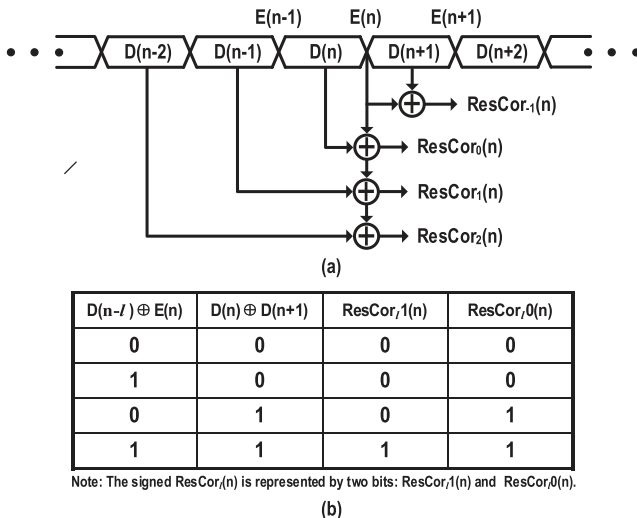 E(n-1) E(n) E(n+1)
D(n-2) D(n-1) D(n) D(n+1) D(n+2)
ResCor-1(n)
ResCor0(n)
ResCor1(n)
ResCor2(n)
(a)
D(n-l) ⊕ E(n) D(n) ⊕ D(n+1) ResCorl1(n) ResCorl0(n)
0 0 0 0
1 0 0 0
0 1 0 1
1 1 1 1
Note: The signed ResCorl(n) is represented by two bits: ResCorl1(n) and ResCorl0(n).
(b)